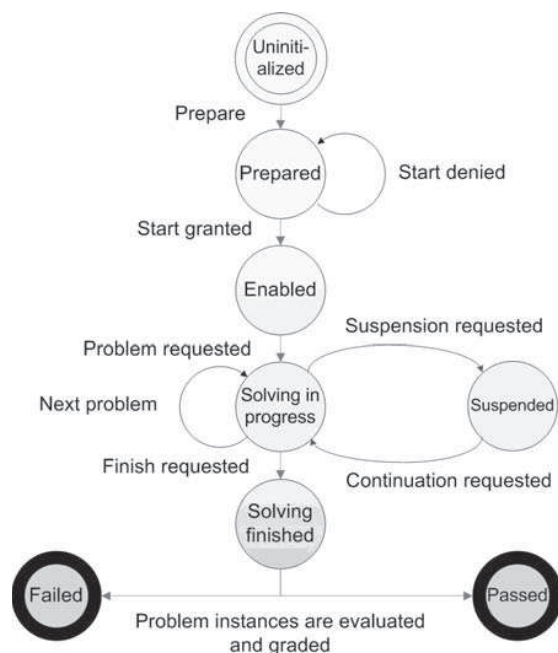 Uniniti-
alized
Prepare
Prepared
Start denied
Start granted
Enabled
Suspension requested
Problem requested
Next problem
Solving in
progress
Suspended
Finish requested
Continuation requested
Solving
finished
Failed
Passed
Problem instances are evaluated
and graded